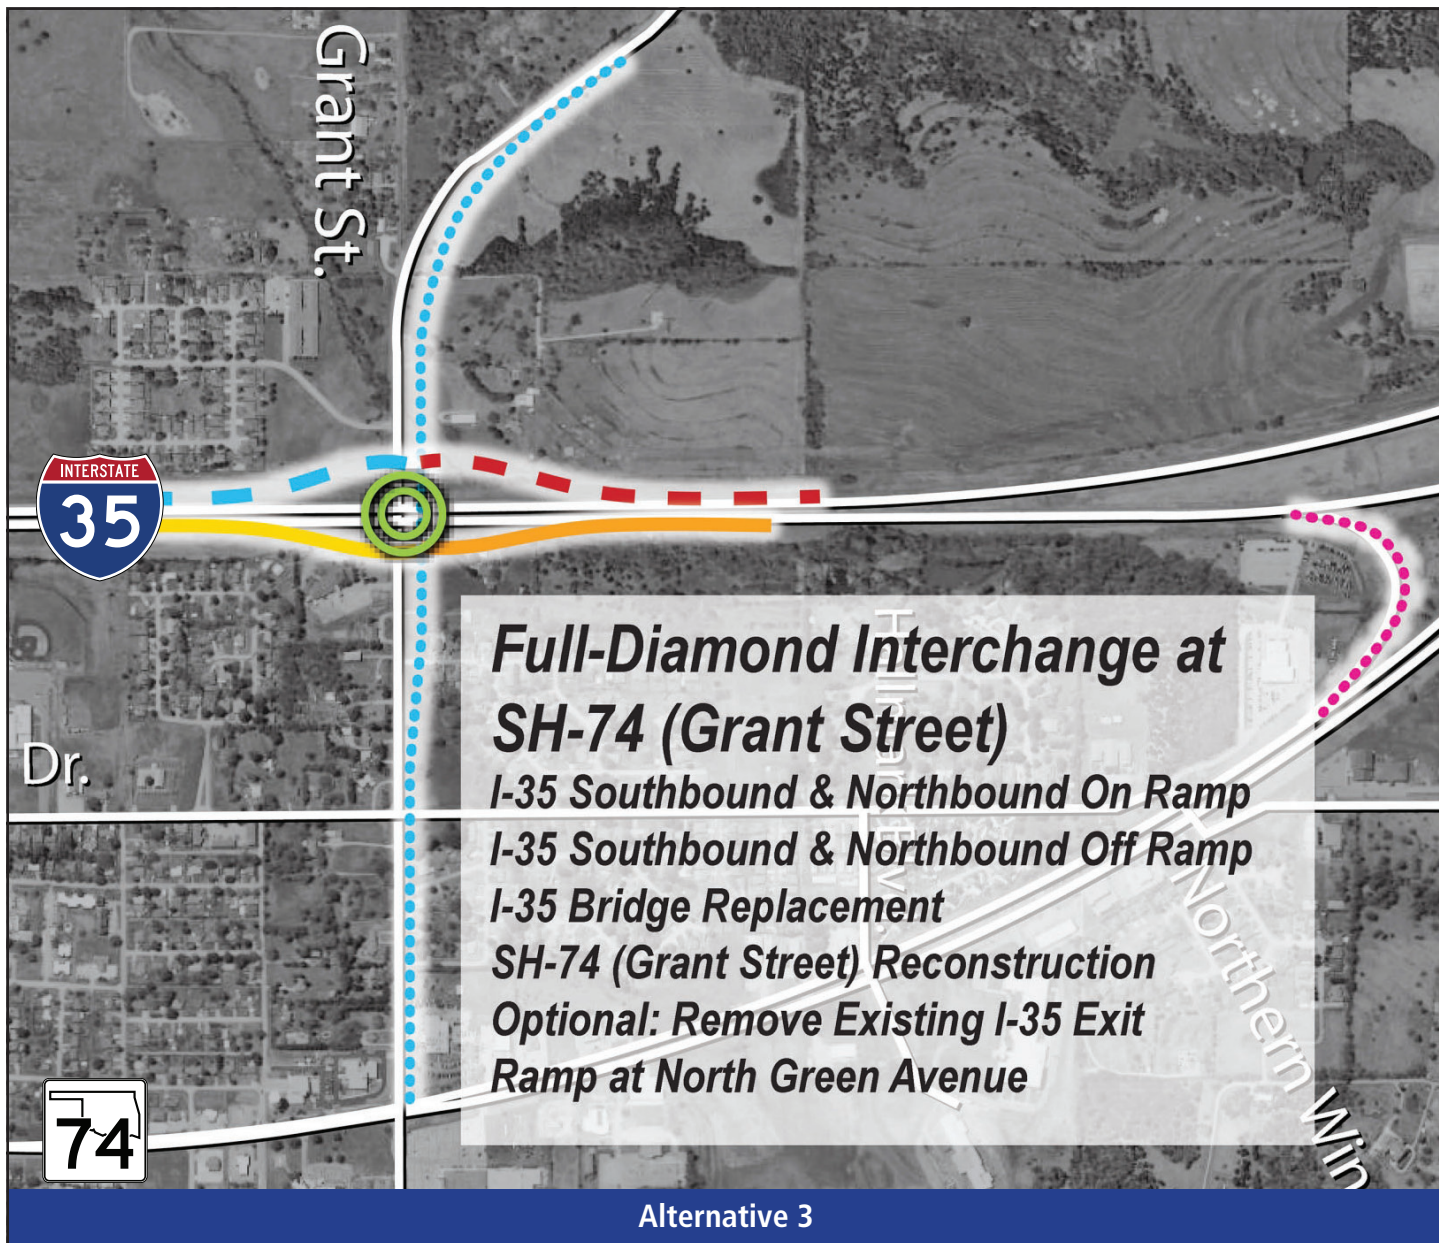 Grant St.
INTERSTATE
35
Full-Diamond Interchange at
SH-74 (Grant Street)
I-35 Southbound & Northbound On Ramp
I-35 Southbound & Northbound Off Ramp
I-35 Bridge Replacement
SH-74 (Grant Street) Reconstruction
Optional: Remove Existing I-35 Exit
Ramp at North Green Avenue
Dr.
Northern Win
74
Alternative 3